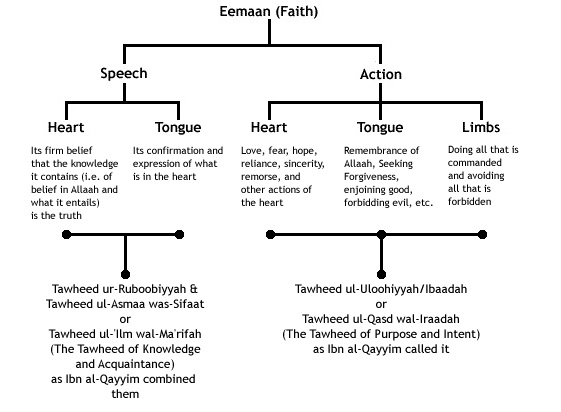 Eemaan (Faith)
Speech
Action
Heart
Tongue
Heart
Tongue
Limbs
Its firm belief
that the knowledge
it contains (i.e. of
belief in Allaah and
what it entails)
is the truth
Its confirmation and
expression of what
is in the heart
Love, fear, hope,
reliance, sincerity,
remorse, and
other actions of
the heart
Remembrance of
Allaah, Seeking
Forgiveness,
enjoining good,
forbidding evil, etc.
Doing all that is
commanded
and avoiding
all that is
forbidden
Tawheed ur-Ruboobiyyah &
Tawheed ul-Asmaa was-Sifaat
or
Tawheed ul-'Ilm wal-Ma'rifah
(The Tawheed of Knowledge
and Acquaintance)
as Ibn al-Qayyim combined
them
Tawheed ul-Uloohiyyah/Ibaadah
or
Tawheed ul-Qasd wal-Iraadah
(The Tawheed of Purpose and Intent)
as Ibn al-Qayyim called it